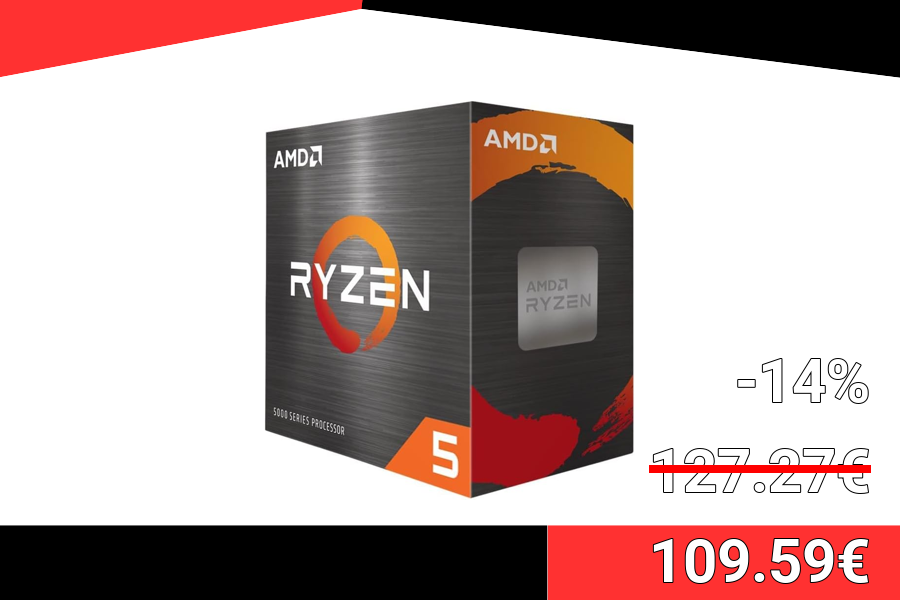 AMD
RYZEN
5000 SERIES PROCESSOR
5
AMD
AMD
RYZEN
-14%
127.27€
109.59€